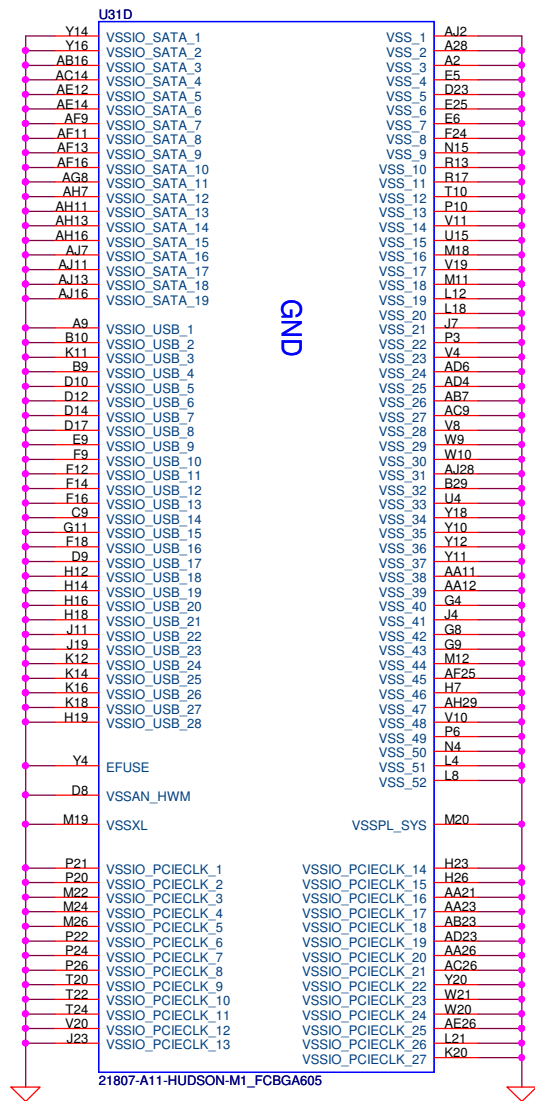 U31D
Y14 VSSIO_SATA_1
Y16 VSSIO_SATA_2
AB16 VSSIO_SATA_3
AC14 VSSIO_SATA_4
AE12 VSSIO_SATA_5
AE14 VSSIO_SATA_6
AF9 VSSIO_SATA_7
AF11 VSSIO_SATA_8
AF13 VSSIO_SATA_9
AF16 VSSIO_SATA_10
AG8 VSSIO_SATA_11
AH7 VSSIO_SATA_12
AH11 VSSIO_SATA_13
AH13 VSSIO_SATA_14
AH16 VSSIO_SATA_15
AJ7 VSSIO_SATA_16
AJ11 VSSIO_SATA_17
AJ13 VSSIO_SATA_18
AJ16 VSSIO_SATA_19
A9 VSSIO_USB_1
B10 VSSIO_USB_2
K11 VSSIO_USB_3
B9 VSSIO_USB_4
D10 VSSIO_USB_5
D12 VSSIO_USB_6
D14 VSSIO_USB_7
D17 VSSIO_USB_8
E9 VSSIO_USB_9
F9 VSSIO_USB_10
F12 VSSIO_USB_11
F14 VSSIO_USB_12
F16 VSSIO_USB_13
C9 VSSIO_USB_14
G11 VSSIO_USB_15
F18 VSSIO_USB_16
D9 VSSIO_USB_17
H12 VSSIO_USB_18
H14 VSSIO_USB_19
H16 VSSIO_USB_20
H18 VSSIO_USB_21
J11 VSSIO_USB_22
J19 VSSIO_USB_23
K12 VSSIO_USB_24
K14 VSSIO_USB_25
K16 VSSIO_USB_26
K18 VSSIO_USB_27
H19 VSSIO_USB_28
Y4 EFUSE
D8 VSSAN_HWM
M19 VSSXL
P21 VSSIO_PCIECLK_1
P20 VSSIO_PCIECLK_2
M22 VSSIO_PCIECLK_3
M24 VSSIO_PCIECLK_4
M26 VSSIO_PCIECLK_5
P22 VSSIO_PCIECLK_6
P24 VSSIO_PCIECLK_7
P26 VSSIO_PCIECLK_8
T20 VSSIO_PCIECLK_9
T22 VSSIO_PCIECLK_10
T24 VSSIO_PCIECLK_11
V20 VSSIO_PCIECLK_12
J23 VSSIO_PCIECLK_13
GND
VSS_1 AJ2
VSS_2 A28
VSS_3 A2
VSS_4 E5
VSS_5 D23
VSS_6 E25
VSS_7 E6
VSS_8 F24
VSS_9 N15
VSS_10 R13
VSS_11 R17
VSS_12 T10
VSS_13 P10
VSS_14 V11
VSS_15 U15
VSS_16 M18
VSS_17 V19
VSS_18 M11
VSS_19 L12
VSS_20 L18
VSS_21 J7
VSS_22 P3
VSS_23 V4
VSS_24 AD6
VSS_25 AD4
VSS_26 AB7
VSS_27 AC9
VSS_28 V8
VSS_29 W9
VSS_30 W10
VSS_31 AJ28
VSS_32 B29
VSS_33 U4
VSS_34 Y18
VSS_35 Y10
VSS_36 Y12
VSS_37 Y11
VSS_38 AA11
VSS_39 AA12
VSS_40 G4
VSS_41 J4
VSS_42 G8
VSS_43 G9
VSS_44 M12
VSS_45 AF25
VSS_46 H7
VSS_47 AH29
VSS_48 V10
VSS_49 P6
VSS_50 N4
VSS_51 L4
VSS_52 L8
VSSPL_SYS M20
VSSIO_PCIECLK_14 H23
VSSIO_PCIECLK_15 H26
VSSIO_PCIECLK_16 AA21
VSSIO_PCIECLK_17 AA23
VSSIO_PCIECLK_18 AB23
VSSIO_PCIECLK_19 AD23
VSSIO_PCIECLK_20 AA26
VSSIO_PCIECLK_21 AC26
VSSIO_PCIECLK_22 Y20
VSSIO_PCIECLK_23 W21
VSSIO_PCIECLK_24 W20
VSSIO_PCIECLK_25 AE26
VSSIO_PCIECLK_26 L21
VSSIO_PCIECLK_27 K20
21807-A11-HUDSON-M1_FCBGA605